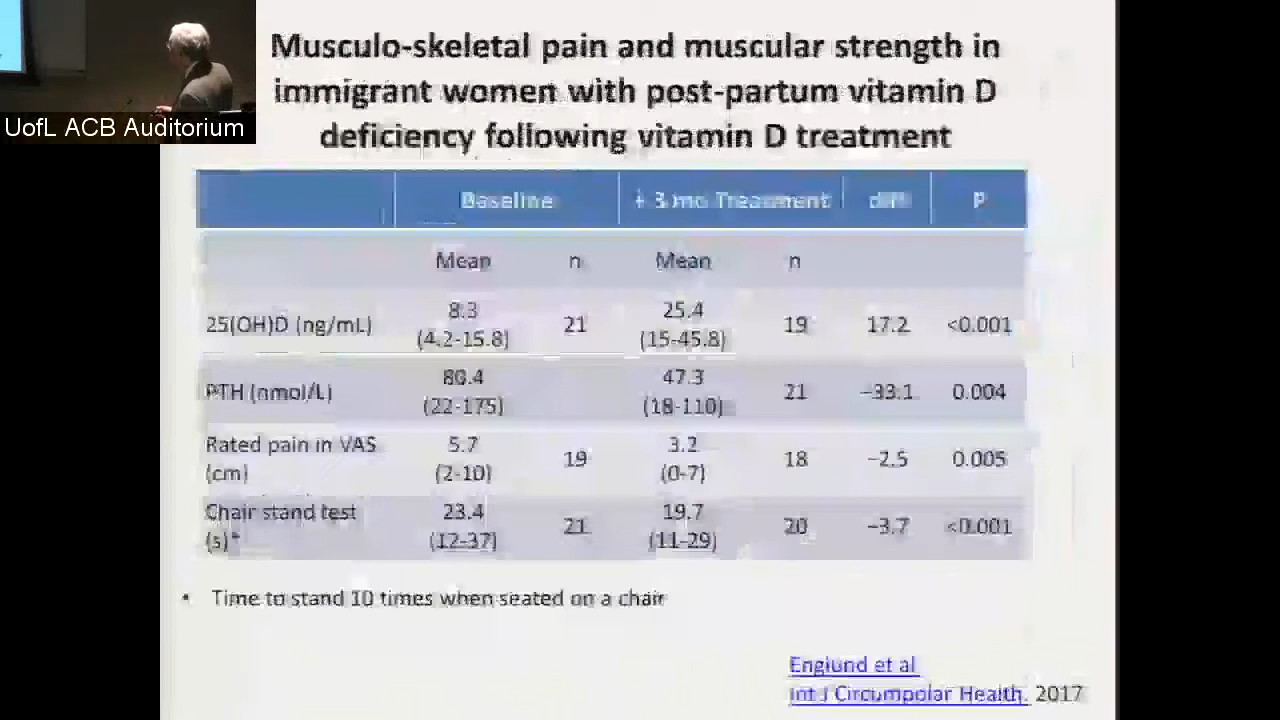 Musculo-skeletal pain and muscular strength in
immigrant women with post-partum vitamin D
deficiency following vitamin D treatment
UofL ACB Auditorium
Baseline + 3 mo Treatment diff P
Mean n Mean n
25(OH)D (ng/mL) 8.3 (4.2-15.8) 21 25.4 (15-45.8) 19 17.2 <0.001
PTH (nmol/L) 80.4 (22-175) 47.3 (18-110) 21 −33.1 0.004
Rated pain in VAS (cm) 5.7 (2-10) 19 3.2 (0-7) 18 −2.5 0.005
Chair stand test (s)* 23.4 (12-37) 21 19.7 (11-29) 20 −3.7 <0.001
• Time to stand 10 times when seated on a chair
Englund et al
Int J Circumpolar Health. 2017